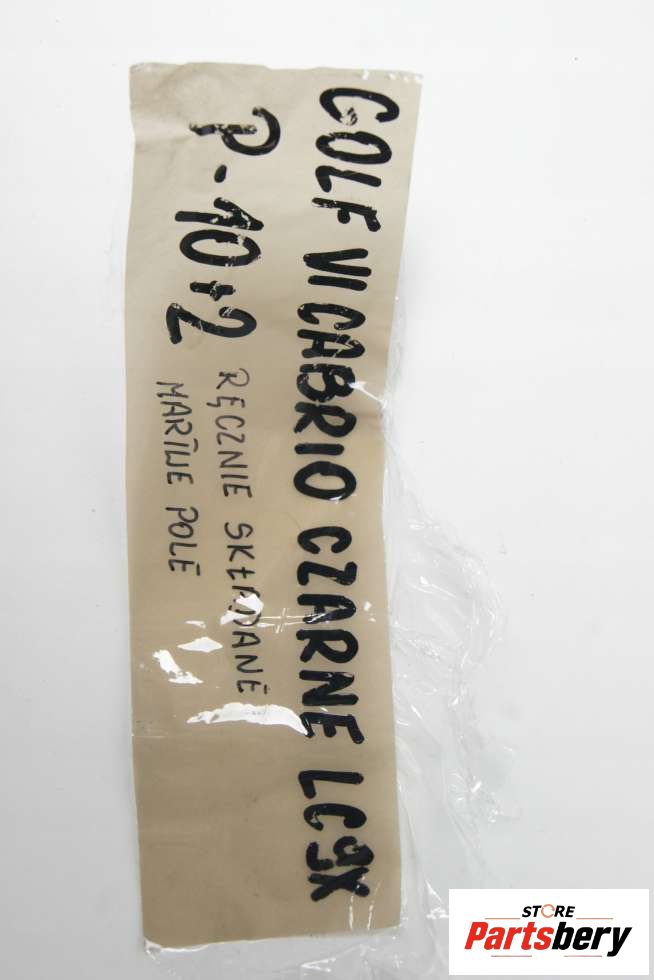 GOLF VI CABRIO CZARNE LC9X
P-10+2
RĘCZNIE SKŁADANE
MARTWE POLE
STORE
Partsbery